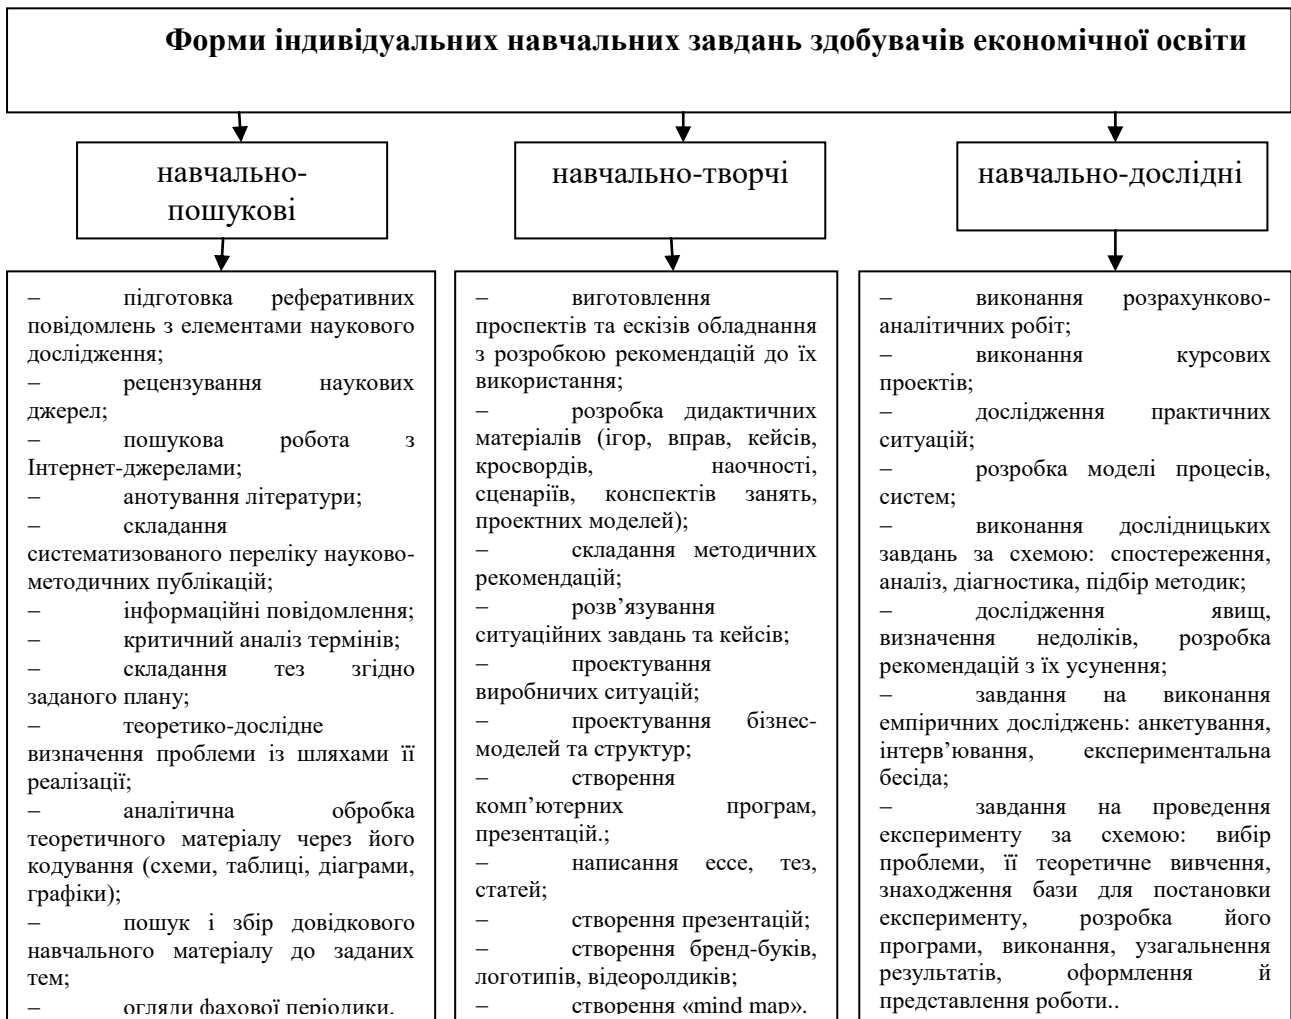 Форми індивідуальних навчальних завдань здобувачів економічної освіти
навчально-
пошукові
навчально-творчі
навчально-дослідні
– підготовка реферативних
повідомлень з елементами наукового
дослідження;
– рецензування наукових
джерел;
– пошукова робота з
Інтернет-джерелами;
– анотування літератури;
– складання
систематизованого переліку науково-
методичних публікацій;
– інформаційні повідомлення;
– критичний аналіз термінів;
– складання тез згідно
заданого плану;
– теоретико-дослідне
визначення проблеми із шляхами її
реалізації;
– аналітична обробка
теоретичного матеріалу через його
кодування (схеми, таблиці, діаграми,
графіки);
– пошук і збір довідкового
навчального матеріалу до заданих
тем;
– огляди фахової періодики.
– виготовлення
проспектів та ескізів обладнання
з розробкою рекомендацій до їх
використання;
– розробка дидактичних
матеріалів (ігор, вправ, кейсів,
кросвордів, наочності,
сценаріїв, конспектів занять,
проектних моделей);
– складання методичних
рекомендацій;
– розв’язування
ситуаційних завдань та кейсів;
– проектування
виробничих ситуацій;
– проектування бізнес-
моделей та структур;
– створення
комп’ютерних програм,
презентацій.;
– написання ессе, тез,
статей;
– створення презентацій;
– створення бренд-буків,
логотипів, відеоролдиків;
– створення «mind map».
– виконання розрахунково-
аналітичних робіт;
– виконання курсових
проектів;
– дослідження практичних
ситуацій;
– розробка моделі процесів,
систем;
– виконання дослідницьких
завдань за схемою: спостереження,
аналіз, діагностика, підбір методик;
– дослідження явищ,
визначення недоліків, розробка
рекомендацій з їх усунення;
– завдання на виконання
емпіричних досліджень: анкетування,
інтерв’ювання, експериментальна
бесіда;
– завдання на проведення
експерименту за схемою: вибір
проблеми, її теоретичне вивчення,
знаходження бази для постановки
експерименту, розробка його
програми, виконання, узагальнення
результатів, оформлення й
представлення роботи..